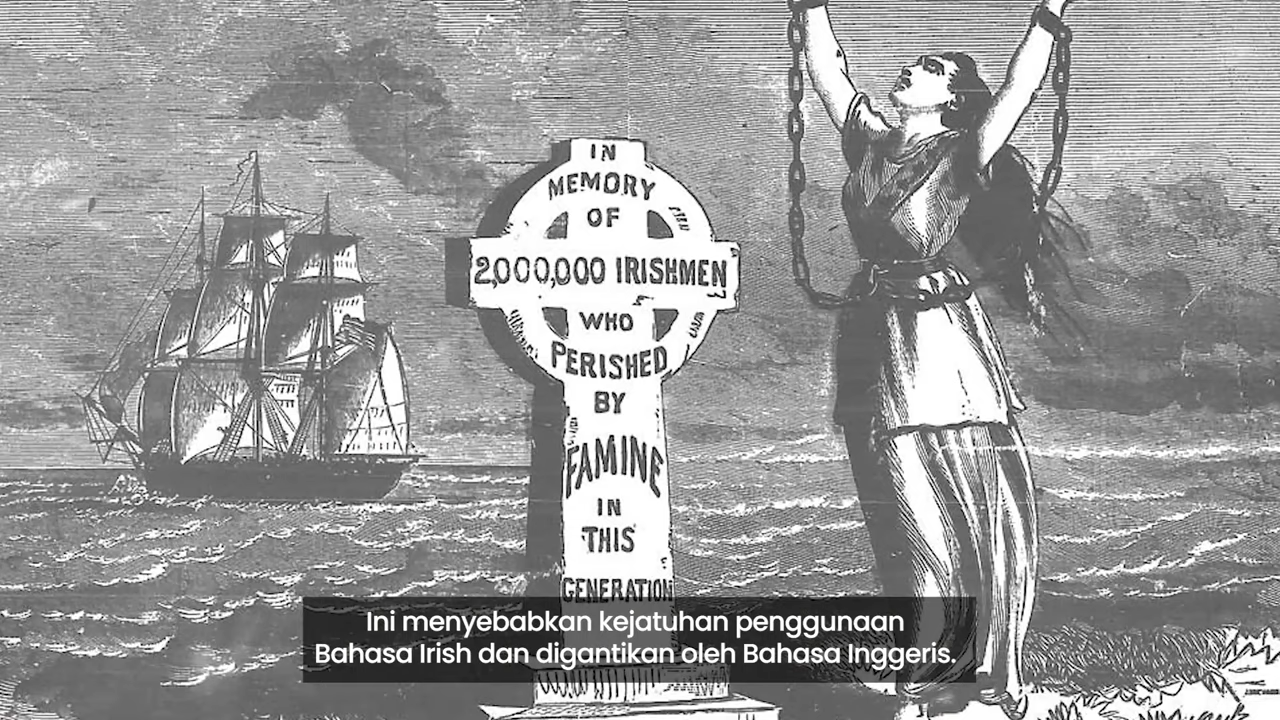 IN
MEMORY
OF
2,000,000 IRISHMEN
WHO
PERISHED
BY
FAMINE
IN
THIS
GENERATION
Ini menyebabkan kejatuhan penggunaan
Bahasa Irish dan digantikan oleh Bahasa Inggeris.